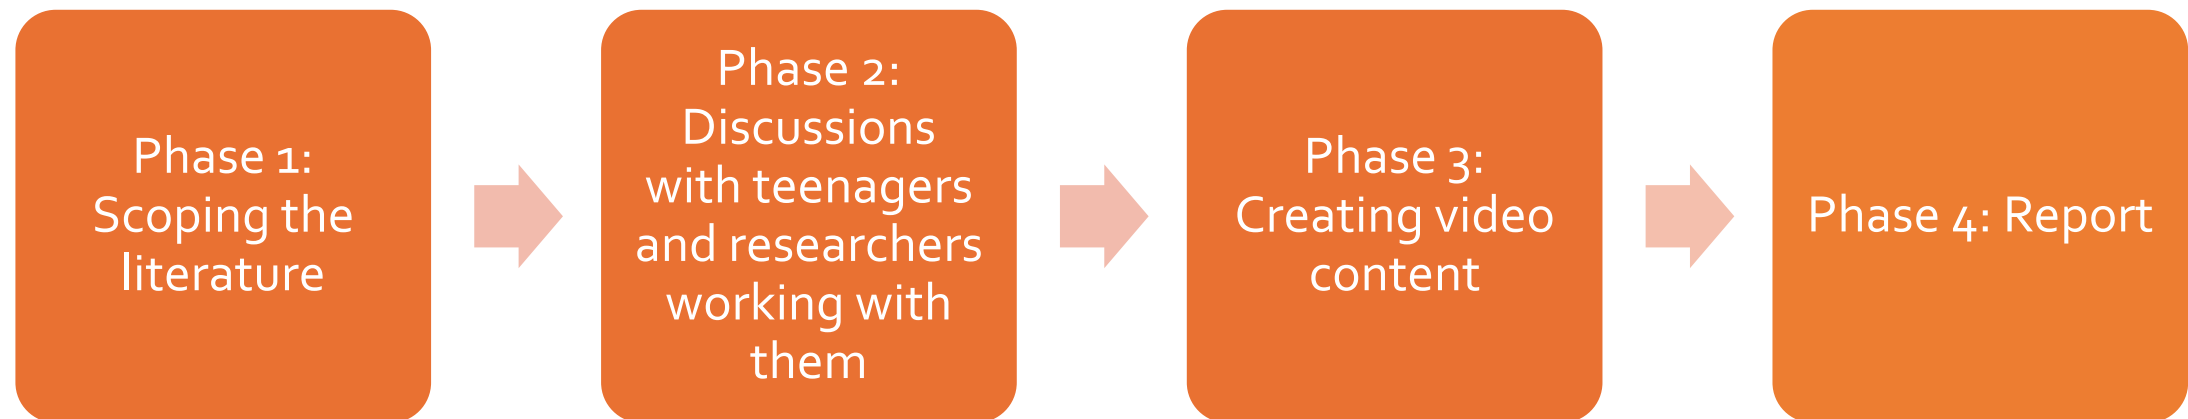 Phase 1:
Scoping the
literature
Phase 2:
Discussions
with teenagers
and researchers
working with
them
Phase 3:
Creating video
content
Phase 4: Report